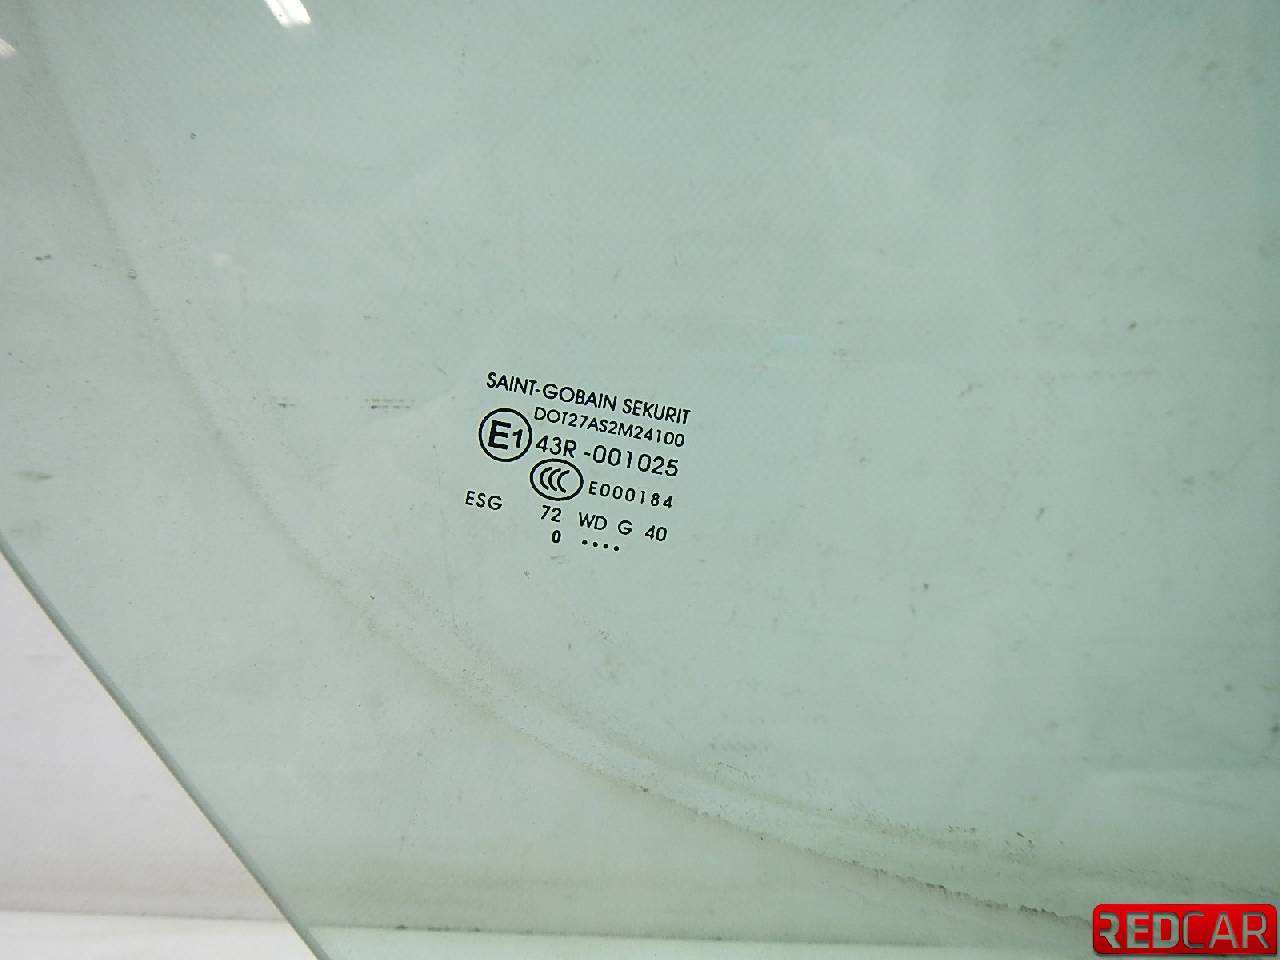 SAINT-GOBAIN SEKURIT
DOT27AS2M24100
E1 43R -001025
CCC E000184
ESG 72 WD G 40
0 ....
REDCAR